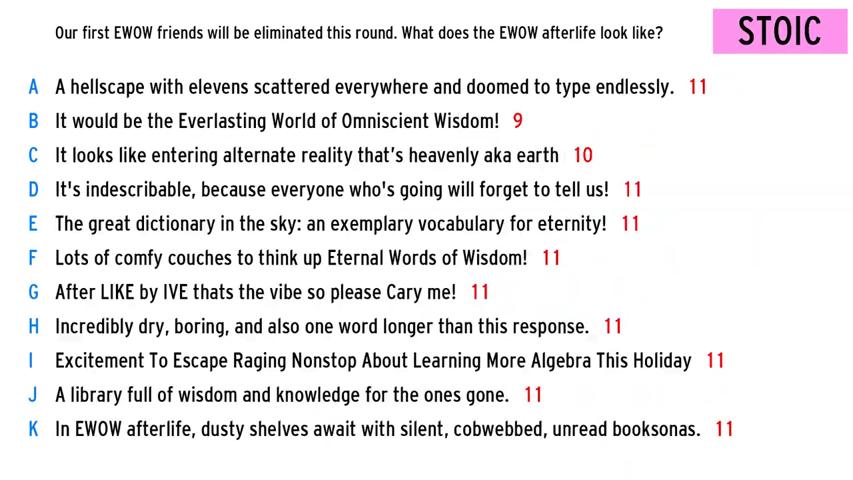 Our first EWOW friends will be eliminated this round. What does the EWOW afterlife look like?
STOIC
A A hellscape with elevens scattered everywhere and doomed to type endlessly. 11
B It would be the Everlasting World of Omniscient Wisdom! 9
C It looks like entering alternate reality that's heavenly aka earth 10
D It's indescribable, because everyone who's going will forget to tell us! 11
E The great dictionary in the sky: an exemplary vocabulary for eternity! 11
F Lots of comfy couches to think up Eternal Words of Wisdom! 11
G After LIKE by IVE thats the vibe so please Cary me! 11
H Incredibly dry, boring, and also one word longer than this response. 11
I Excitement To Escape Raging Nonstop About Learning More Algebra This Holiday 11
J A library full of wisdom and knowledge for the ones gone. 11
K In EWOW afterlife, dusty shelves await with silent, cobwebbed, unread booksonas. 11